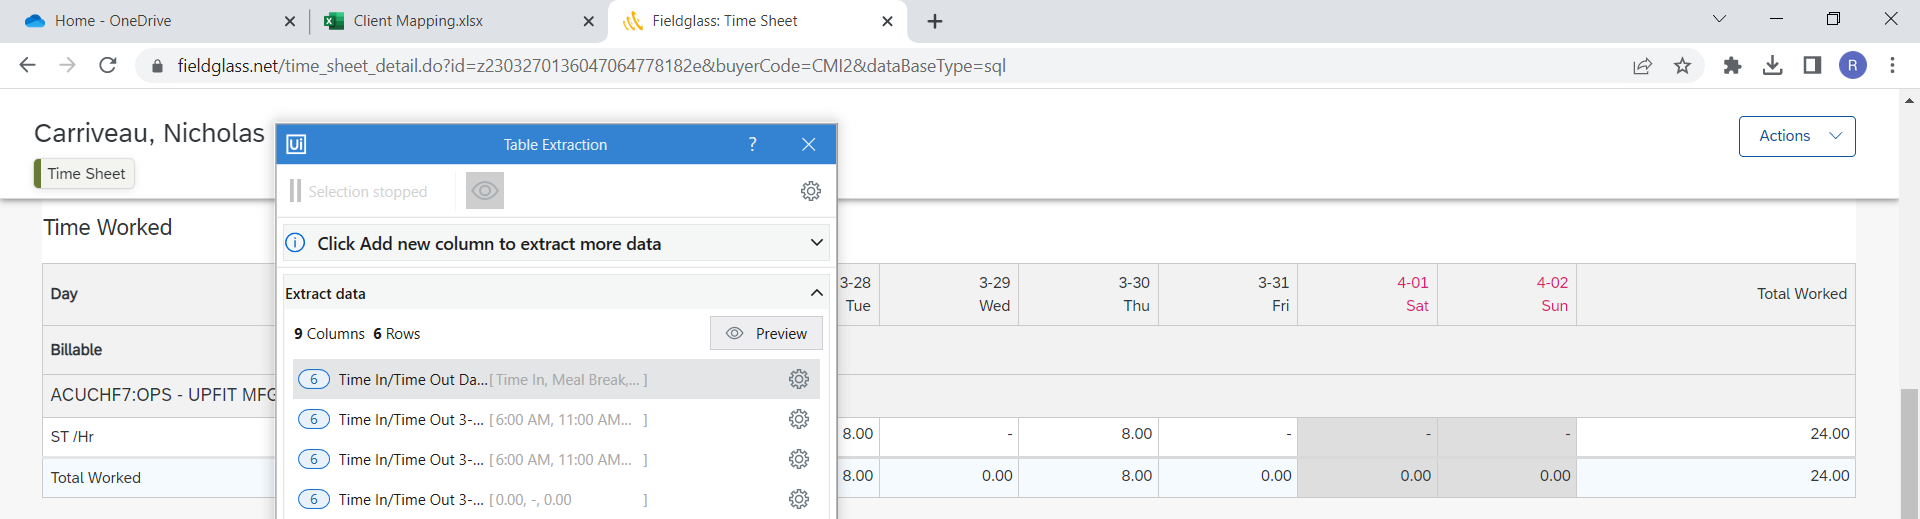 Home - OneDrive
Client Mapping.xlsx
Fieldglass: Time Sheet
fieldglass.net/time_sheet_detail.do?id=z2303270136047064778182e&buyerCode=CMI2&dataBaseType=sql
R
Carriveau, Nicholas
Time Sheet
Actions
Ui Table Extraction ?
Selection stopped
Time Worked
Click Add new column to extract more data
Day
3-28 Tue
3-29 Wed
3-30 Thu
3-31 Fri
4-01 Sat
4-02 Sun
Total Worked
Extract data
9 Columns 6 Rows
Preview
Billable
6 Time In/Time Out Da... [ Time In, Meal Break,... ]
ACUCHF7:OPS - UPFIT MFG
6 Time In/Time Out 3-... [ 6:00 AM, 11:00 AM... ]
ST /Hr 8.00 - 8.00 - - - 24.00
6 Time In/Time Out 3-... [ 6:00 AM, 11:00 AM... ]
Total Worked 8.00 0.00 8.00 0.00 0.00 0.00 24.00
6 Time In/Time Out 3-... [ 0.00, -, 0.00 ]